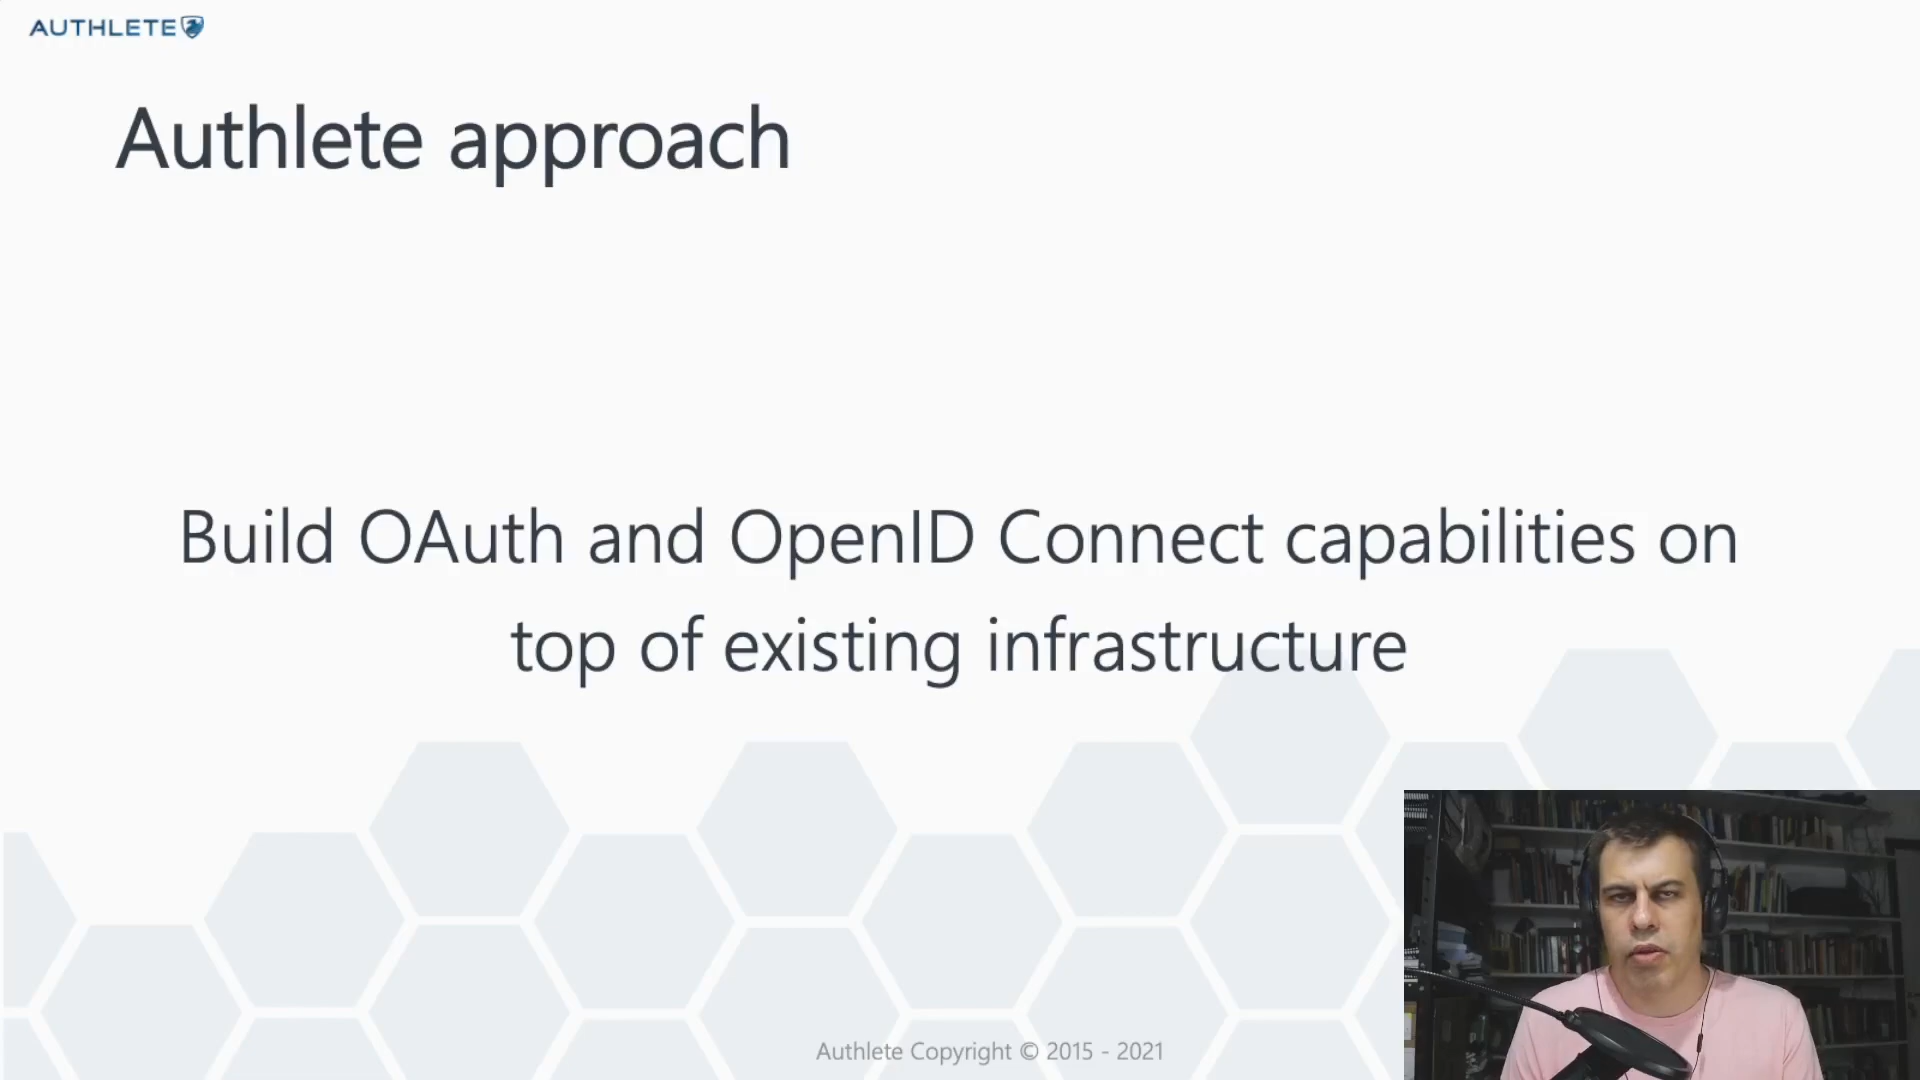 AUTHLETE
Authlete approach
Build OAuth and OpenID Connect capabilities on
top of existing infrastructure
Authlete Copyright © 2015 - 2021